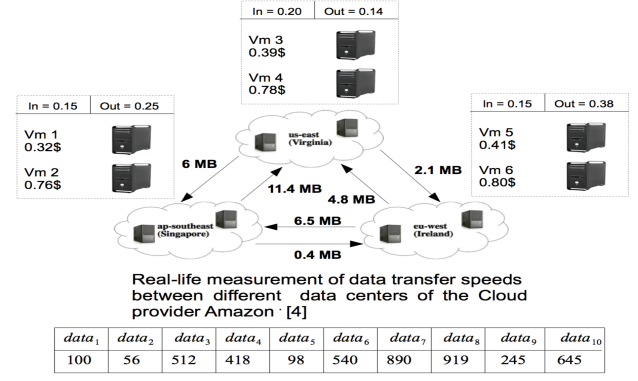 In = 0.20 Out = 0.14
Vm 3
0.39$
Vm 4
0.78$
In = 0.15 Out = 0.25
Vm 1
0.32$
Vm 2
0.76$
In = 0.15 Out = 0.38
Vm 5
0.41$
Vm 6
0.80$
us-east
(Virginia)
6 MB
2.1 MB
11.4 MB
4.8 MB
ap-southeast
(Singapore)
6.5 MB
eu-west
(Ireland)
0.4 MB
Real-life measurement of data transfer speeds
between different data centers of the Cloud
provider Amazon [4]
data1 data2 data3 data4 data5 data6 data7 data8 data9 data10
100 56 512 418 98 540 890 919 245 645